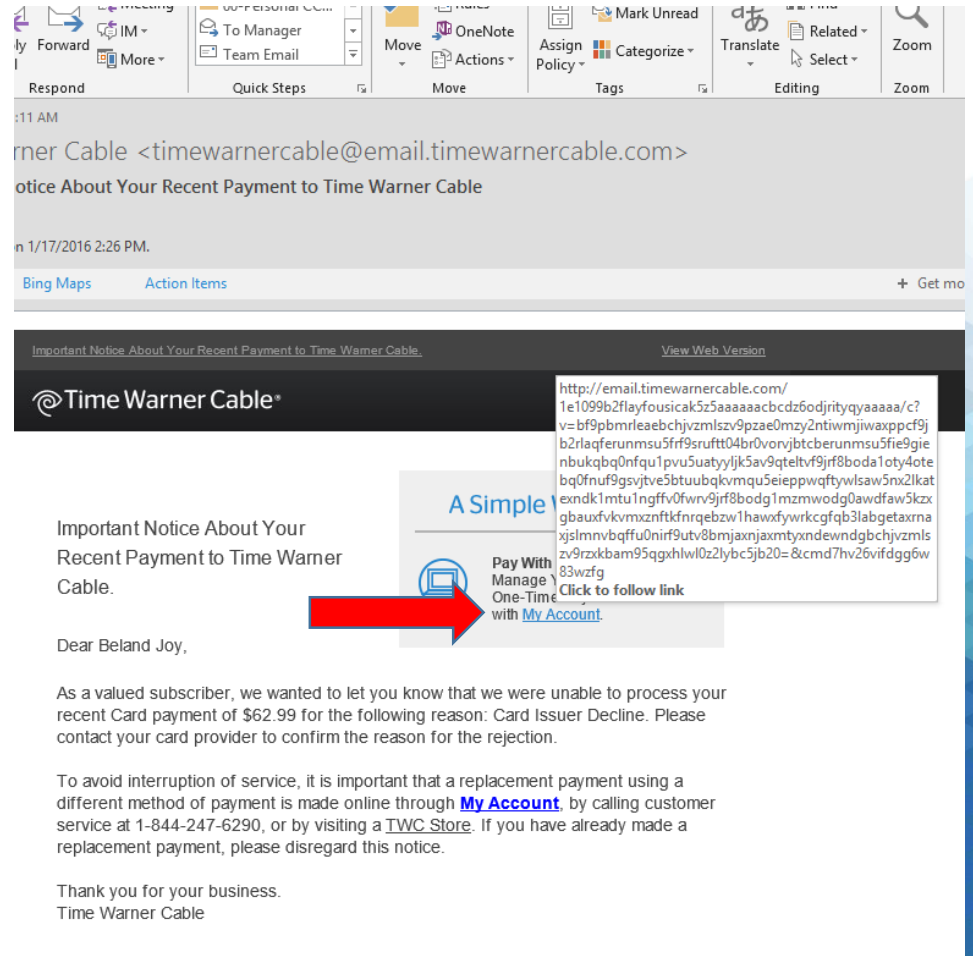 Meeting
00-Personal CC...
Rules
Mark Unread
Find
IM
To Manager
OneNote
Related
Forward
More
Team Email
Move
Actions
Assign
Policy
Categorize
Translate
Select
Zoom
Respond
Quick Steps
Move
Tags
Editing
Zoom
:11 AM
rner Cable <timewarnercable@email.timewarnercable.com>
otice About Your Recent Payment to Time Warner Cable
n 1/17/2016 2:26 PM.
Bing Maps
Action Items
+ Get mo
Important Notice About Your Recent Payment to Time Warner Cable.
View Web Version
Time Warner Cable
http://email.timewarnercable.com/
1e1099b2flayfousicak5z5aaaaaacbcdz6odjrityqyaaaaa/c?
v=bf9pbmrleaebchjvzmlszv9pzae0mzy2ntiwmjiwaxppcf9j
b2rlaqferunmsu5frf9sruftt04br0vorvjbtcberunmsu5fie9gie
nbukqbq0nfqu1pvu5uatyyljk5av9qteltvf9jrf8boda1oty4ote
bq0fnuf9gsvjtve5btuubqkvmqu5eieppwqftywlsaw5nx2lkat
exndk1mtu1ngffv0fwrv9jrf8bodg1mzmwodg0awdfaw5kzx
gbauxfvkvmxznftkfnrqebzw1hawxfywrkcgfqb3labgetaxrna
xjslmnvbqffu0nirf9utv8bmjaxnjaxmtyxndewndgbchjvzmls
zv9rzxkbam95qgxhlwl0z2lybc5jb20=&cmd7hv26vifdgg6w
83wzfg
Click to follow link
A Simple
Pay With
Manage
One-Time
with My Account.
Important Notice About Your
Recent Payment to Time Warner
Cable.
Dear Beland Joy,
As a valued subscriber, we wanted to let you know that we were unable to process your
recent Card payment of $62.99 for the following reason: Card Issuer Decline. Please
contact your card provider to confirm the reason for the rejection.
To avoid interruption of service, it is important that a replacement payment using a
different method of payment is made online through My Account, by calling customer
service at 1-844-247-6290, or by visiting a TWC Store. If you have already made a
replacement payment, please disregard this notice.
Thank you for your business.
Time Warner Cable